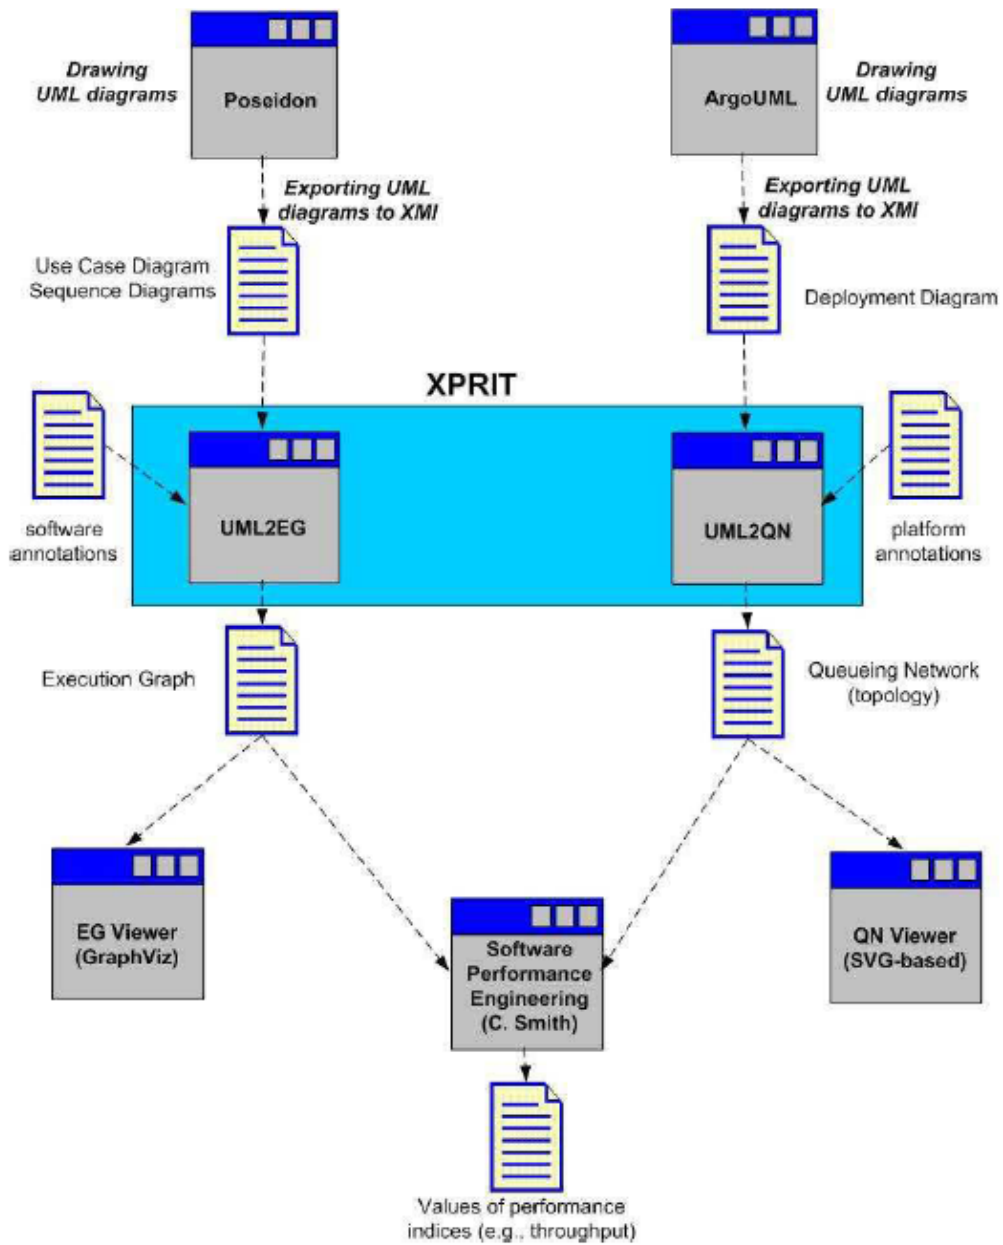 Drawing
UML diagrams
Poseidon
ArgoUML
Drawing
UML diagrams
Exporting UML
diagrams to XMI
Exporting UML
diagrams to XMI
Use Case Diagram
Sequence Diagrams
Deployment Diagram
XPRIT
software
annotations
UML2EG
UML2QN
platform
annotations
Execution Graph
Queueing Network
(topology)
EG Viewer
(GraphViz)
Software
Performance
Engineering
(C. Smith)
QN Viewer
(SVG-based)
Values of performance
indices (e.g., throughput)